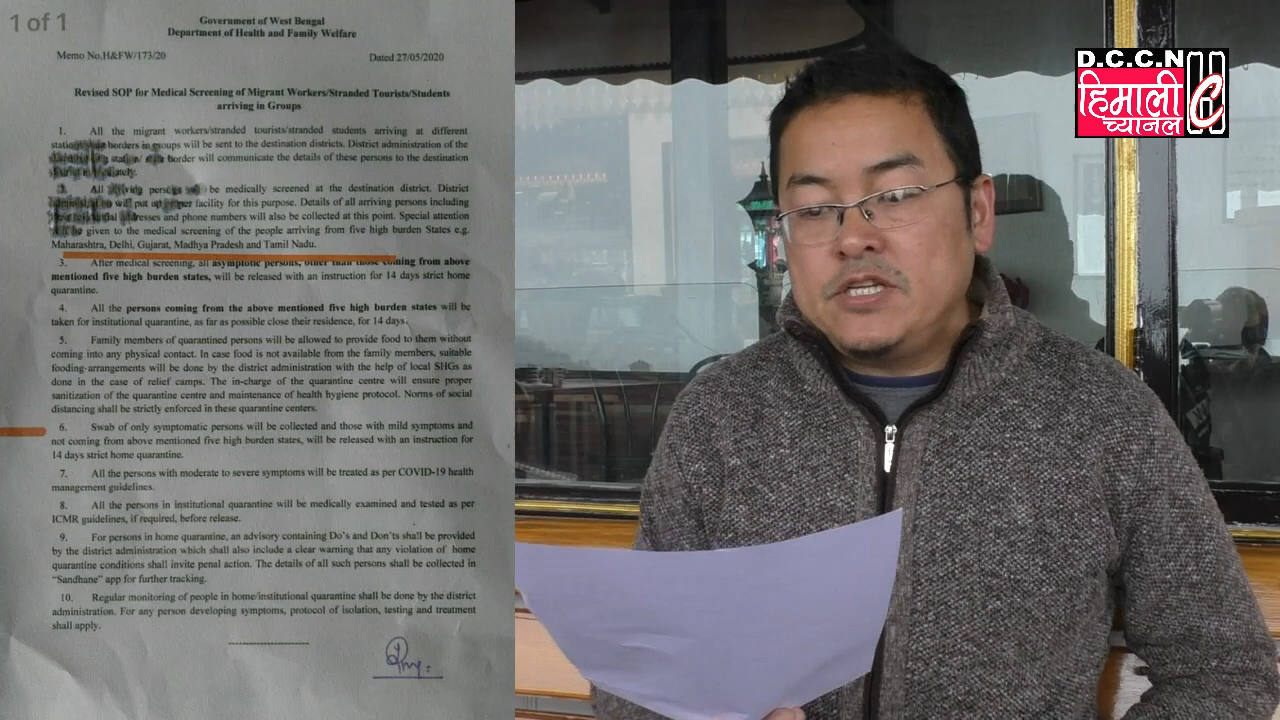 1 of 1
Government of West Bengal
Department of Health and Family Welfare
Memo No.H&FW/173/20 Dated 27/05/2020
Revised SOP for Medical Screening of Migrant Workers/Stranded Tourists/Students
arriving in Groups
1. All the migrant workers/stranded tourists/stranded students arriving at different
borders in groups will be sent to the destination districts. District administration of the
station/ border will communicate the details of these persons to the destination
2. All arriving persons be medically screened at the destination district. District
will put up proper facility for this purpose. Details of all arriving persons including
and phone numbers will also be collected at this point. Special attention
be given to the medical screening of the people arriving from five high burden States e.g.
Maharashtra, Delhi, Gujarat, Madhya Pradesh and Tamil Nadu.
3. After medical screening, all asymptotic persons, other than those coming from above
mentioned five high burden states, will be released with an instruction for 14 days strict home
quarantine.
4. All the persons coming from the above mentioned five high burden states will be
taken for institutional quarantine, as far as possible close their residence, for 14 days.
5. Family members of quarantined persons will be allowed to provide food to them without
coming into any physical contact. In case food is not available from the family members, suitable
fooding-arrangements will be done by the district administration with the help of local SHGs as
done in the case of relief camps. The in-charge of the quarantine centre will ensure proper
sanitization of the quarantine centre and maintenance of health hygiene protocol. Norms of social
distancing shall be strictly enforced in these quarantine centers.
6. Swab of only symptomatic persons will be collected and those with mild symptoms and
not coming from above mentioned five high burden states, will be released with an instruction for
14 days strict home quarantine.
7. All the persons with moderate to severe symptoms will be treated as per COVID-19 health
management guidelines.
8. All the persons in institutional quarantine will be medically examined and tested as per
ICMR guidelines, if required, before release.
9. For persons in home quarantine, an advisory containing Do's and Don'ts shall be provided
by the district administration which shall also include a clear warning that any violation of home
quarantine conditions shall invite penal action. The details of all such persons shall be collected in
"Sandhane" app for further tracking.
10. Regular monitoring of people in home/institutional quarantine shall be done by the district
administration. For any person developing symptoms, protocol of isolation, testing and treatment
shall apply.
D.C.C.N
हिमाली
च्यानल
HC